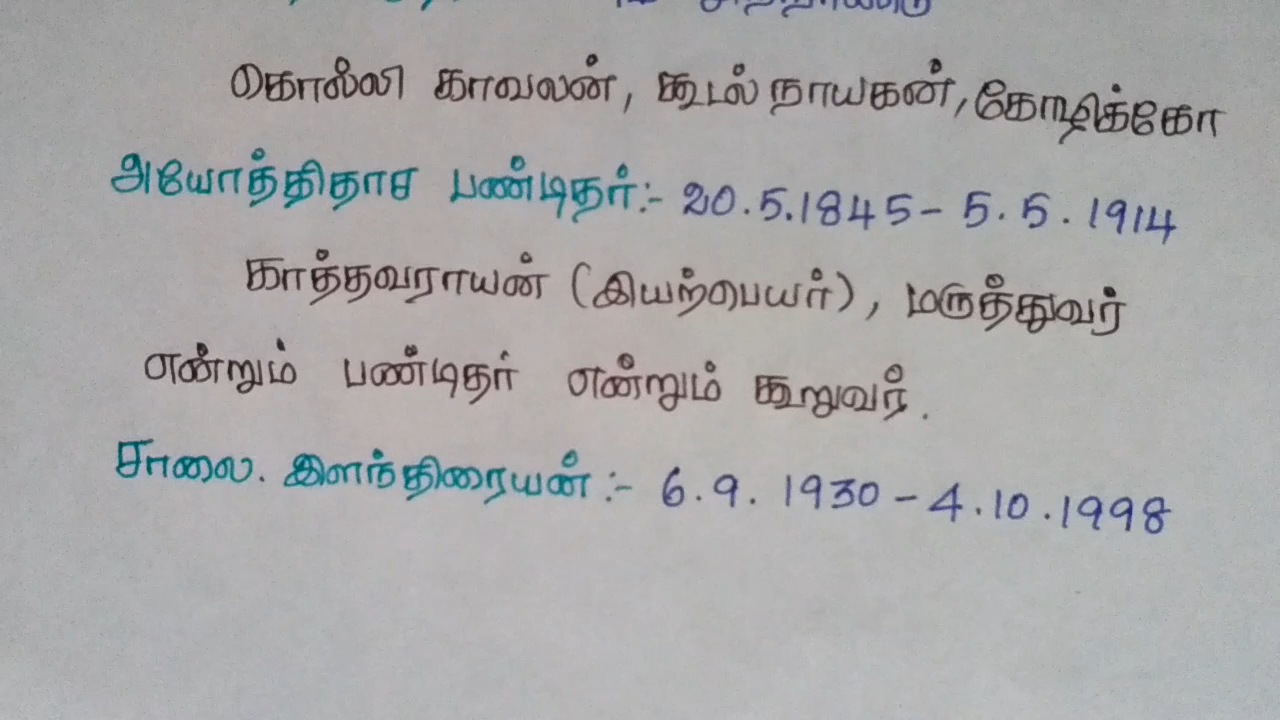 கொல்லி காவலன், கூடல் நாயகன், கோழிக்கோ
அயோத்திதாச பண்டிதர்:- 20.5.1845 - 5.5.1914
காத்தவராயன் (இயற்பெயர்), மருத்துவர்
என்றும் பண்டிதர் என்றும் கூறுவர்.
சாலை. இளந்திரையன் :- 6.9.1930 - 4.10.1998